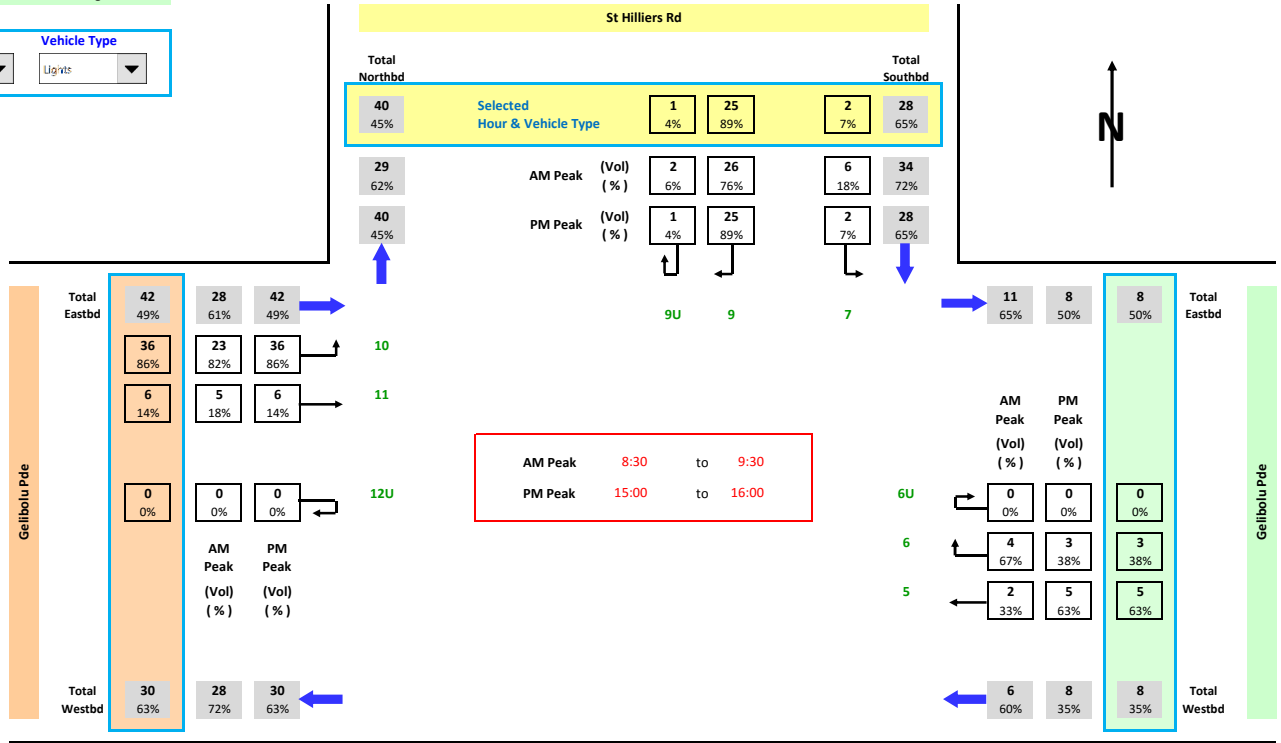 St Hilliers Rd
Vehicle Type
Lights
Total Northbd
Total Southbd
40 45%
Selected Hour & Vehicle Type
1 4%
25 89%
2 7%
28 65%
29 62%
AM Peak (Vol) ( % )
2 6%
26 76%
6 18%
34 72%
40 45%
PM Peak (Vol) ( % )
1 4%
25 89%
2 7%
28 65%
N
Total Eastbd
42 49%
28 61%
42 49%
9U 9 7
11 65%
8 50%
8 50%
Total Eastbd
36 86%
23 82%
36 86%
10
6 14%
5 18%
6 14%
11
AM Peak (Vol) ( % )
PM Peak (Vol) ( % )
Gelibolu Pde
AM Peak 8:30 to 9:30
PM Peak 15:00 to 16:00
Gelibolu Pde
0 0%
0 0%
0 0%
12U
6U
0 0%
0 0%
0 0%
AM Peak (Vol) ( % )
PM Peak (Vol) ( % )
6
4 67%
3 38%
3 38%
5
2 33%
5 63%
5 63%
Total Westbd
30 63%
28 72%
30 63%
6 60%
8 35%
8 35%
Total Westbd